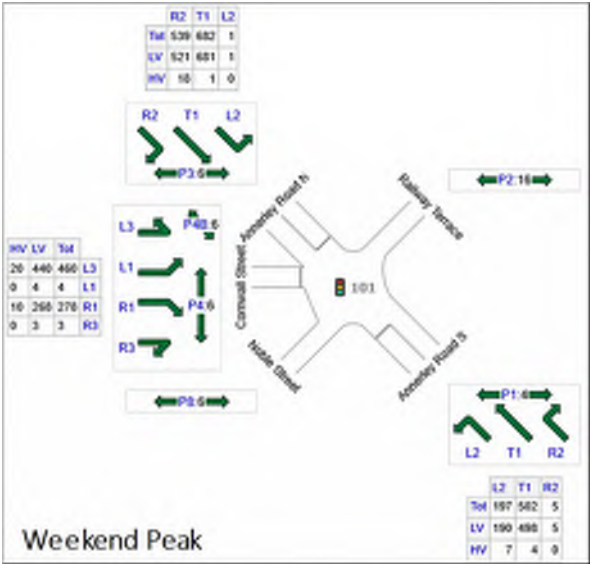 R2 T1 L2
Tot 539 682 1
LV 521 681 1
HV 18 1 0
R2 T1 L2
P3:6
P2:16
Annerley Road N
Railway Terrace
L3
P4B:6
L1
R1
P4:6
R3
HV LV Tot
20 440 460 L3
0 4 4 L1
10 268 278 R1
0 3 3 R3
Cornwall Street
101
Noble Street
Annerley Road S
P8:6
P1:4
L2 T1 R2
L2 T1 R2
Tot 197 502 5
LV 190 498 5
HV 7 4 0
Weekend Peak